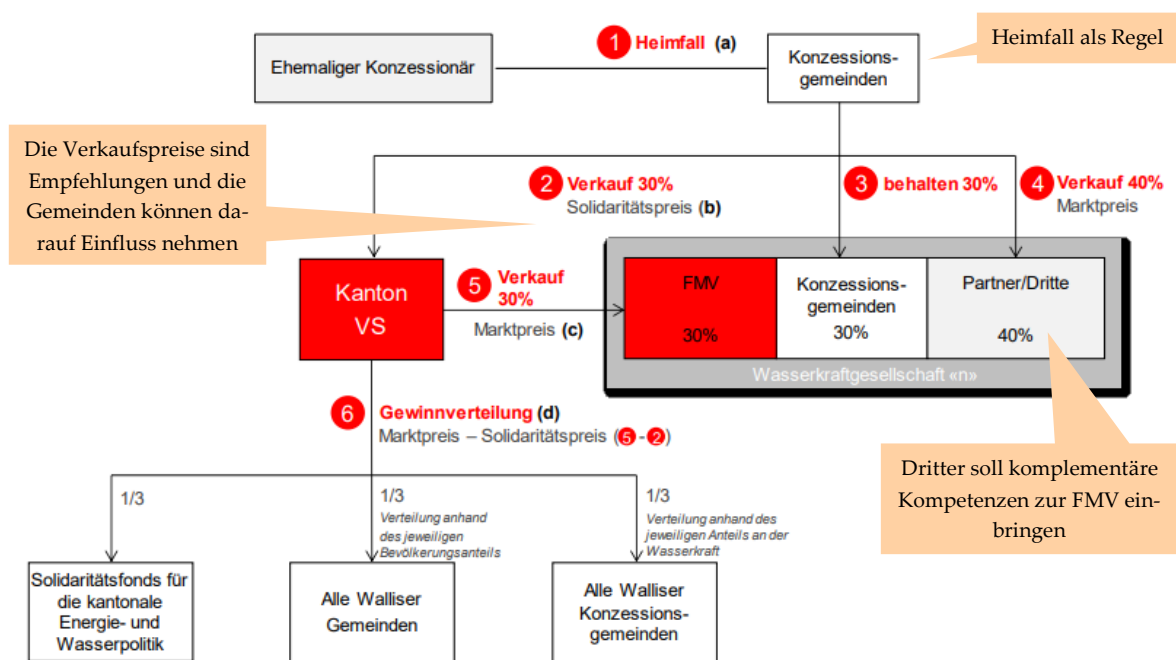 1 Heimfall (a)
Ehemaliger Konzessionär
Konzessions-
gemeinden
Heimfall als Regel
Die Verkaufspreise sind
Empfehlungen und die
Gemeinden können da-
rauf Einfluss nehmen
2 Verkauf 30%
Solidaritätspreis (b)
3 behalten 30%
4 Verkauf 40%
Marktpreis
Kanton
VS
5 Verkauf
30%
Marktpreis (c)
FMV
30%
Konzessions-
gemeinden
30%
Partner/Dritte
40%
Wasserkraftgesellschaft «n»
6 Gewinnverteilung (d)
Marktpreis – Solidaritätspreis (5 - 2)
Dritter soll komplementäre
Kompetenzen zur FMV ein-
bringen
1/3
1/3
Verteilung anhand
des jeweiligen
Bevölkerungsanteils
1/3
Verteilung anhand des
jeweiligen Anteils an der
Wasserkraft
Solidaritätsfonds für
die kantonale
Energie- und
Wasserpolitik
Alle Walliser
Gemeinden
Alle Walliser
Konzessions-
gemeinden